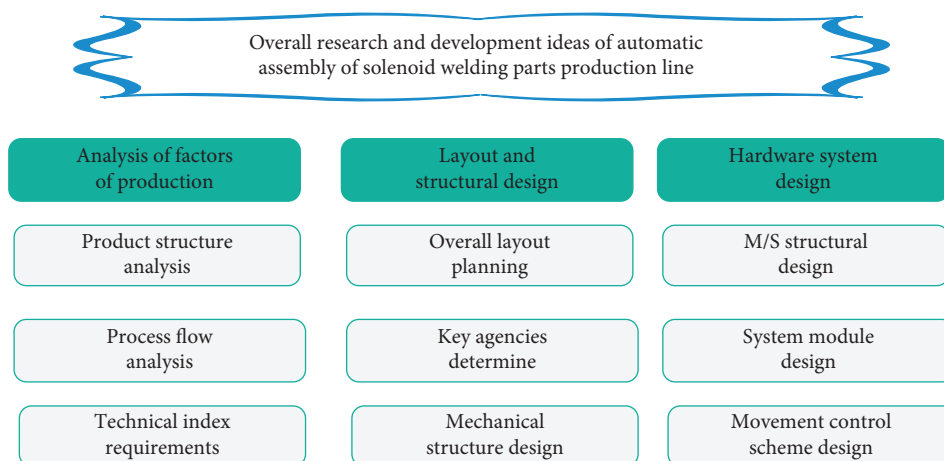 Overall research and development ideas of automatic
assembly of solenoid welding parts production line
Analysis of factors
of production
Layout and
structural design
Hardware system
design
Product structure
analysis
Overall layout
planning
M/S structural
design
Process flow
analysis
Key agencies
determine
System module
design
Technical index
requirements
Mechanical
structure design
Movement control
scheme design